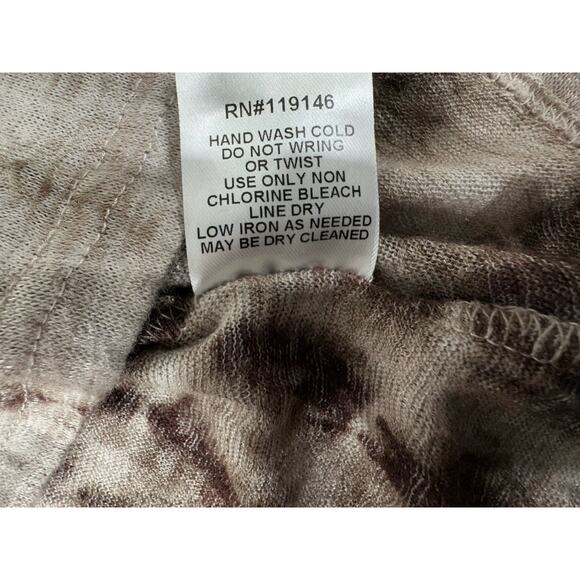 RN#119146
HAND WASH COLD
DO NOT WRING
OR TWIST
USE ONLY NON
CHLORINE BLEACH
LINE DRY
LOW IRON AS NEEDED
MAY BE DRY CLEANED